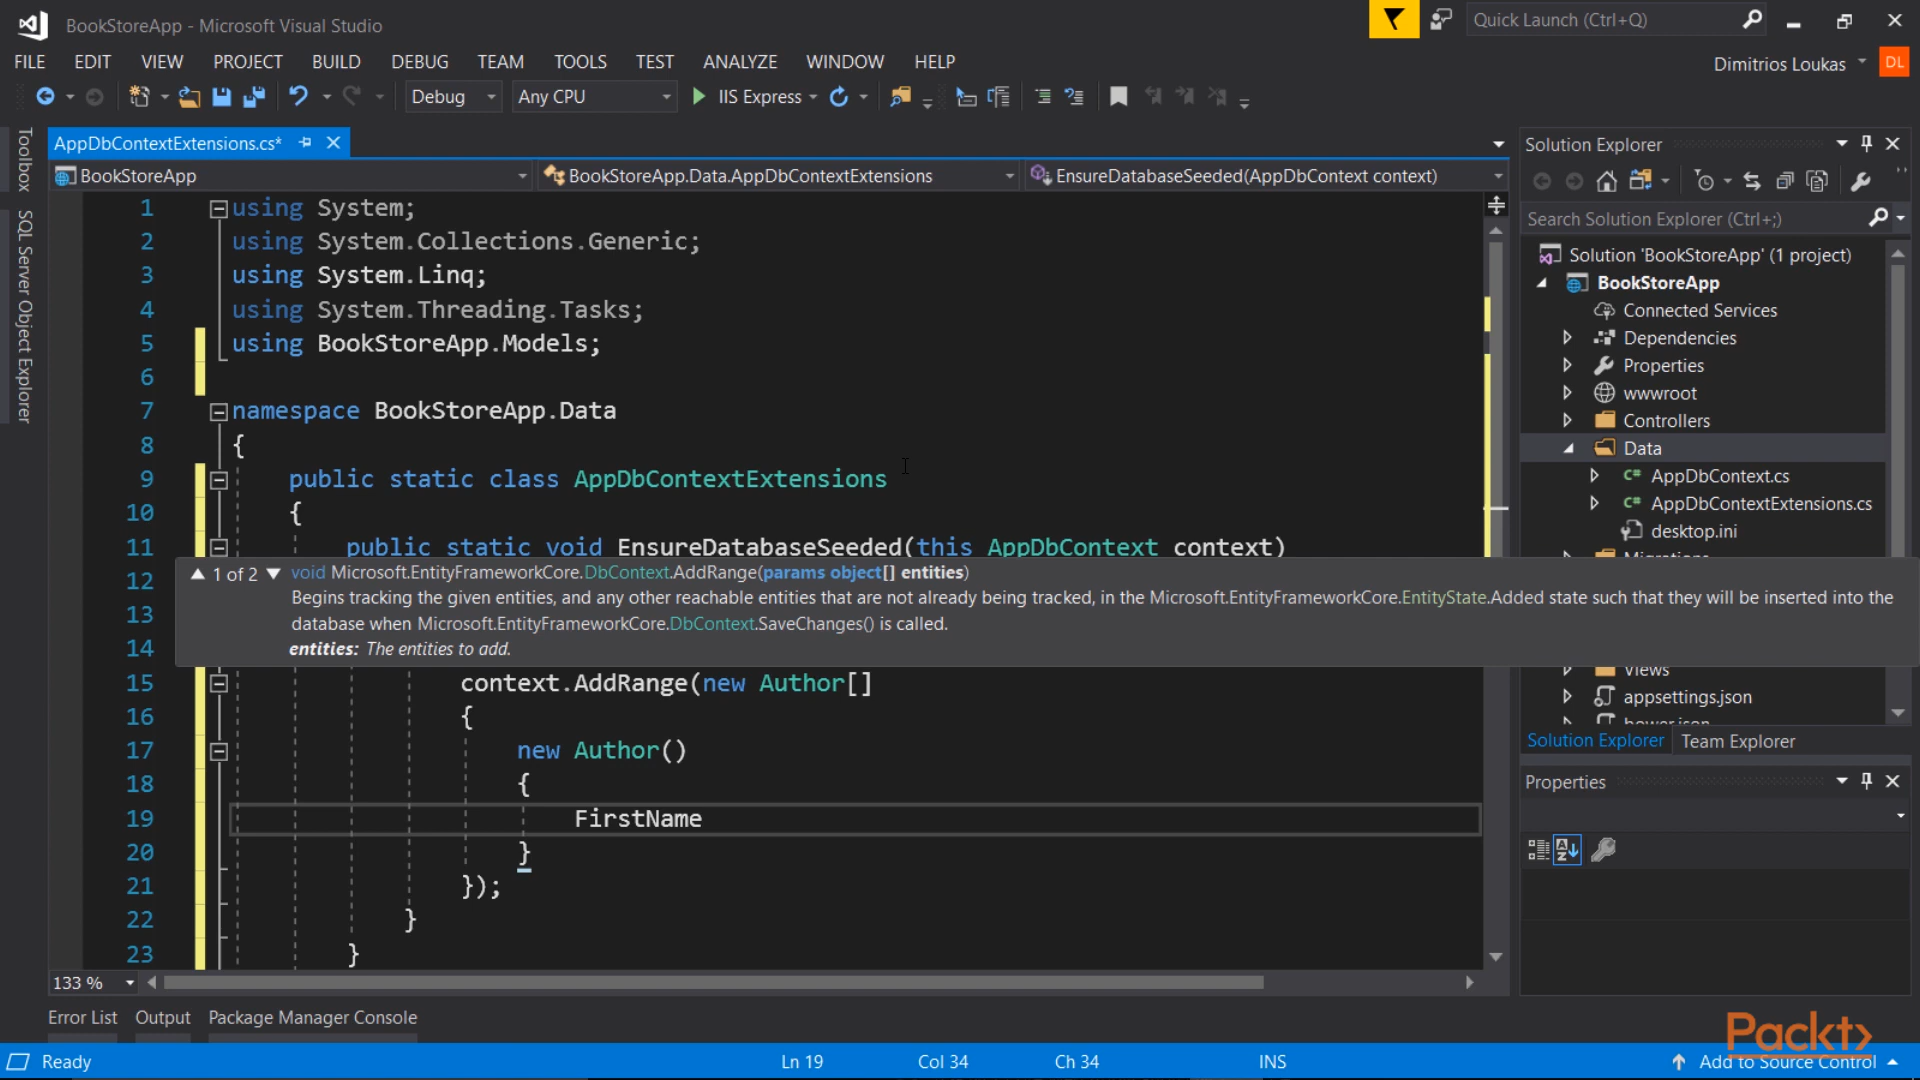 BookStoreApp - Microsoft Visual Studio
Quick Launch (Ctrl+Q)
FILE EDIT VIEW PROJECT BUILD DEBUG TEAM TOOLS TEST ANALYZE WINDOW HELP
Dimitrios Loukas DL
Debug Any CPU IIS Express
Toolbox
SQL Server Object Explorer
AppDbContextExtensions.cs*
BookStoreApp BookStoreApp.Data.AppDbContextExtensions EnsureDatabaseSeeded(AppDbContext context)
1 using System;
2 using System.Collections.Generic;
3 using System.Linq;
4 using System.Threading.Tasks;
5 using BookStoreApp.Models;
6
7 namespace BookStoreApp.Data
8 {
9 public static class AppDbContextExtensions
10 {
11 public static void EnsureDatabaseSeeded(this AppDbContext context)
12
13
14
1 of 2 void Microsoft.EntityFrameworkCore.DbContext.AddRange(params object[] entities)
Begins tracking the given entities, and any other reachable entities that are not already being tracked, in the Microsoft.EntityFrameworkCore.EntityState.Added state such that they will be inserted into the
database when Microsoft.EntityFrameworkCore.DbContext.SaveChanges() is called.
entities: The entities to add.
15 context.AddRange(new Author[]
16 {
17 new Author()
18 {
19 FirstName
20 }
21 });
22 }
23 }
133 %
Solution Explorer
Search Solution Explorer (Ctrl+;)
Solution 'BookStoreApp' (1 project)
BookStoreApp
Connected Services
Dependencies
Properties
wwwroot
Controllers
Data
C# AppDbContext.cs
C# AppDbContextExtensions.cs
desktop.ini
Migrations
Views
appsettings.json
bower.json
Solution Explorer Team Explorer
Properties
Error List Output Package Manager Console
Packt>
Ready Ln 19 Col 34 Ch 34 INS Add to Source Control